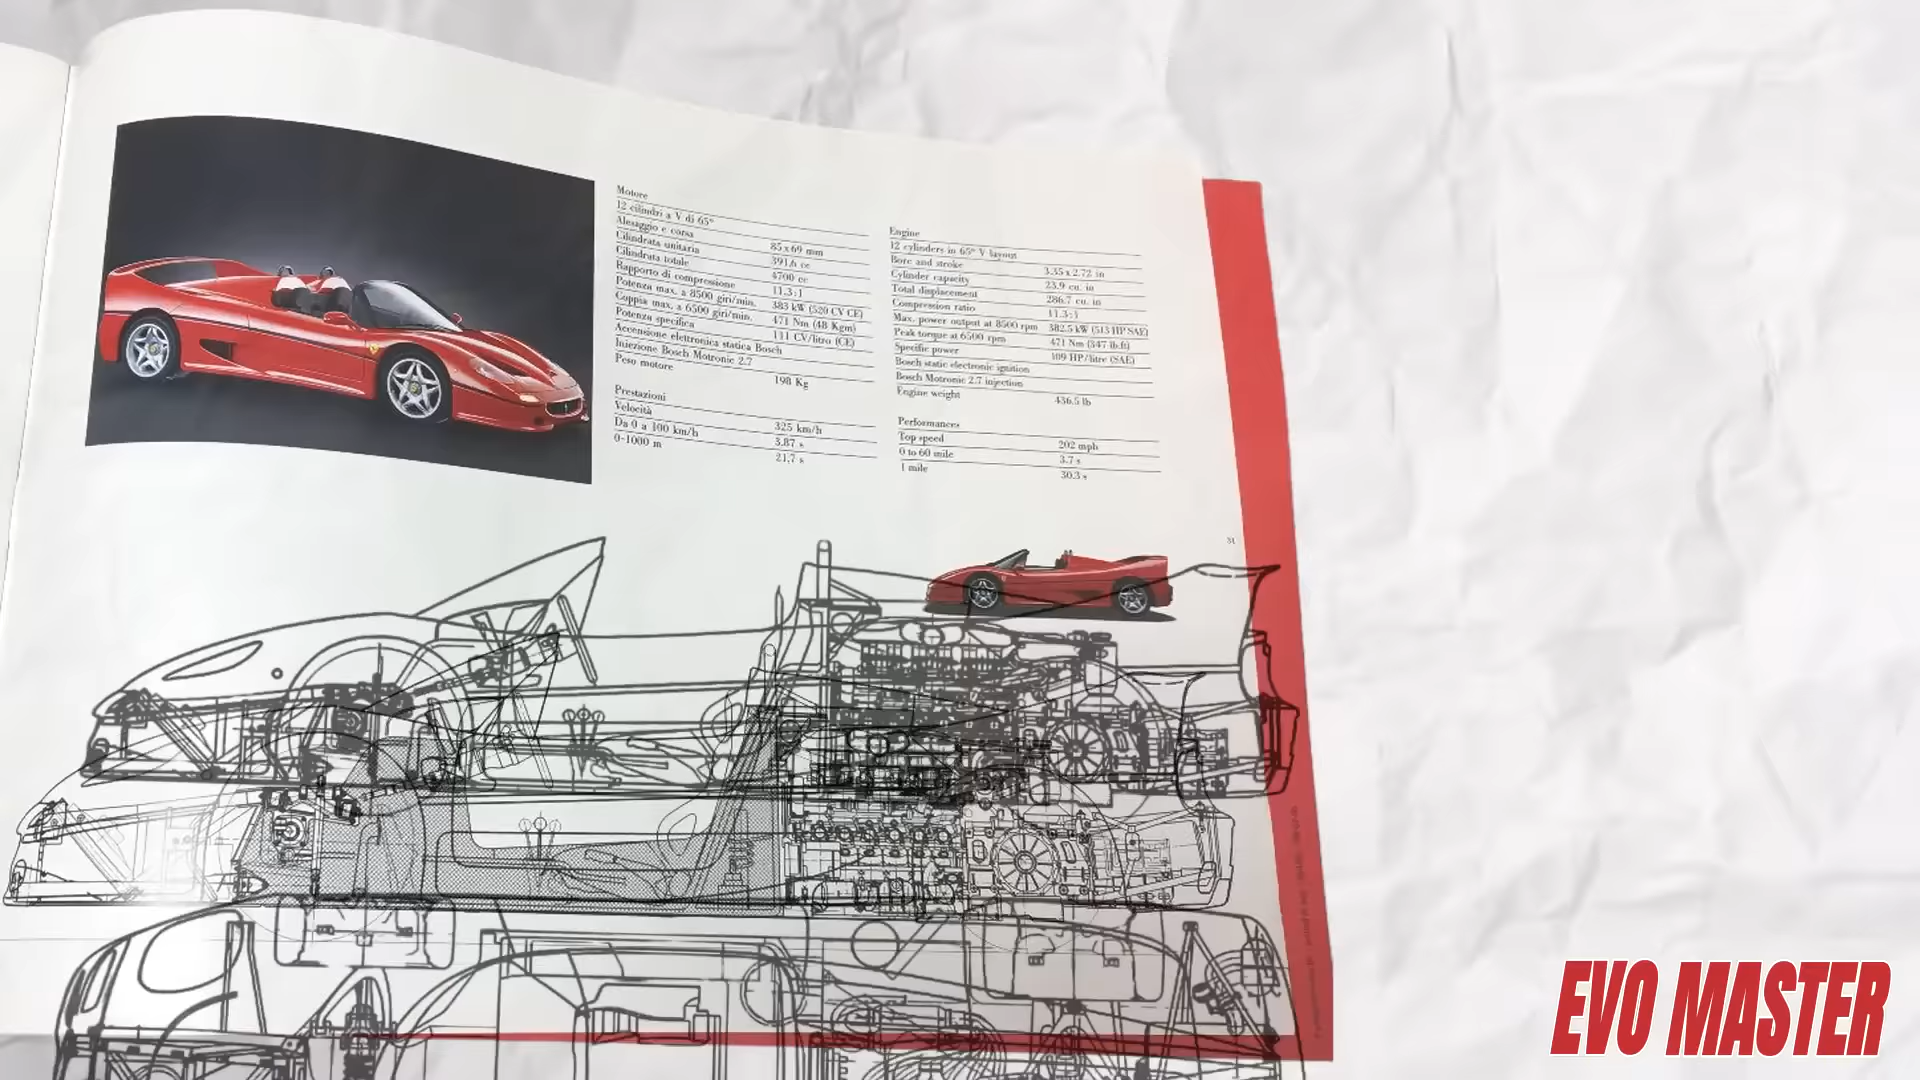 Motore
12 cilindri a V di 65°
Alesaggio e corsa 85 x 69 mm
Cilindrata unitaria 391,6 cc
Cilindrata totale 4700 cc
Rapporto di compressione 11.3:1
Potenza max. a 8500 giri/min. 383 kW (520 CV CE)
Coppia max. a 6500 giri/min. 471 Nm (48 Kgm)
Potenza specifica 111 CV/litro (CE)
Accensione elettronica statica Bosch
Iniezione Bosch Motronic 2.7
Peso motore 198 Kg
Prestazioni
Velocità 325 km/h
Da 0 a 100 km/h 3.87 s
0-1000 m 21,7 s
Engine
12 cylinders in 65° V layout
Bore and stroke 3.35 x 2.72 in
Cylinder capacity 23.9 cu. in
Total displacement 286.7 cu. in
Compression ratio 11.3:1
Max. power output at 8500 rpm 382.5 kW (513 HP SAE)
Peak torque at 6500 rpm 471 Nm (347 lb.ft)
Specific power 109 HP/litre (SAE)
Bosch static electronic ignition
Bosch Motronic 2.7 injection
Engine weight 436.5 lb
Performances
Top speed 202 mph
0 to 60 mile 3.7 s
1 mile 30.3 s
31
EVO MASTER